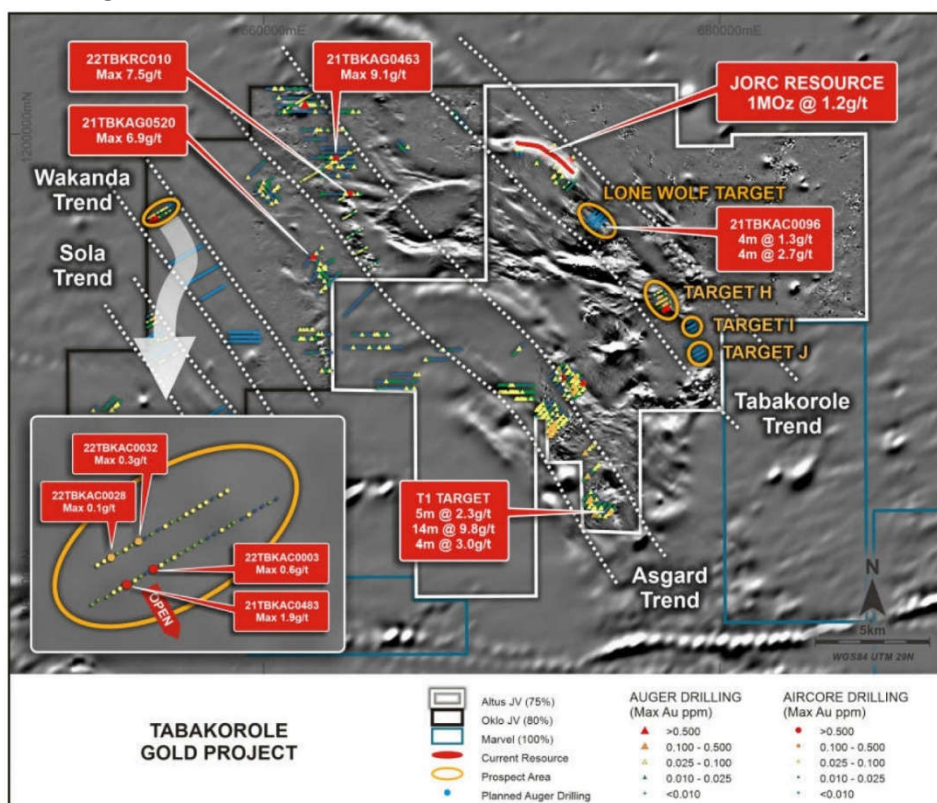 660000mE
680000mE
1200000mN
22TBKRC010
Max 7.5g/t
21TBKAG0463
Max 9.1g/t
21TBKAG0520
Max 6.9g/t
JORC RESOURCE
1MOz @ 1.2g/t
Wakanda
Trend
Sola
Trend
LONE WOLF TARGET
21TBKAC0096
4m @ 1.3g/t
4m @ 2.7g/t
TARGET H
TARGET I
TARGET J
Tabakorole
Trend
22TBKAC0032
Max 0.3g/t
22TBKAC0028
Max 0.1g/t
22TBKAC0003
Max 0.6g/t
21TBKAC0483
Max 1.9g/t
OPEN
T1 TARGET
5m @ 2.3g/t
14m @ 9.8g/t
4m @ 3.0g/t
Asgard
Trend
N
5km
WGS84 UTM 29N
TABAKOROLE
GOLD PROJECT
Altus JV (75%)
Oklo JV (80%)
Marvel (100%)
Current Resource
Prospect Area
Planned Auger Drilling
AUGER DRILLING
(Max Au ppm)
>0.500
0.100 - 0.500
0.025 - 0.100
0.010 - 0.025
<0.010
AIRCORE DRILLING
(Max Au ppm)
>0.500
0.100 - 0.500
0.025 - 0.100
0.010 - 0.025
<0.010